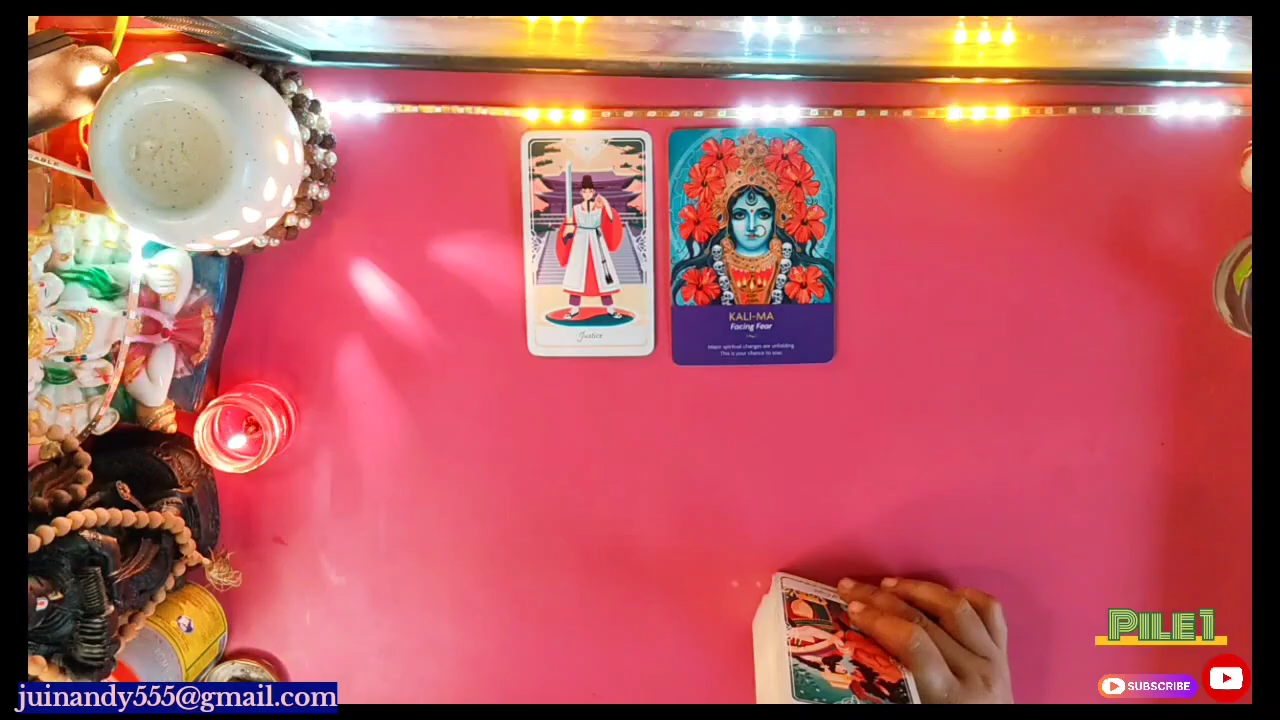 CABLE
Justice
KALI-MA
Facing Fear
Major spiritual changes are unfolding.
This is your chance to soar.
PILE 1
SUBSCRIBE
juinandy555@gmail.com